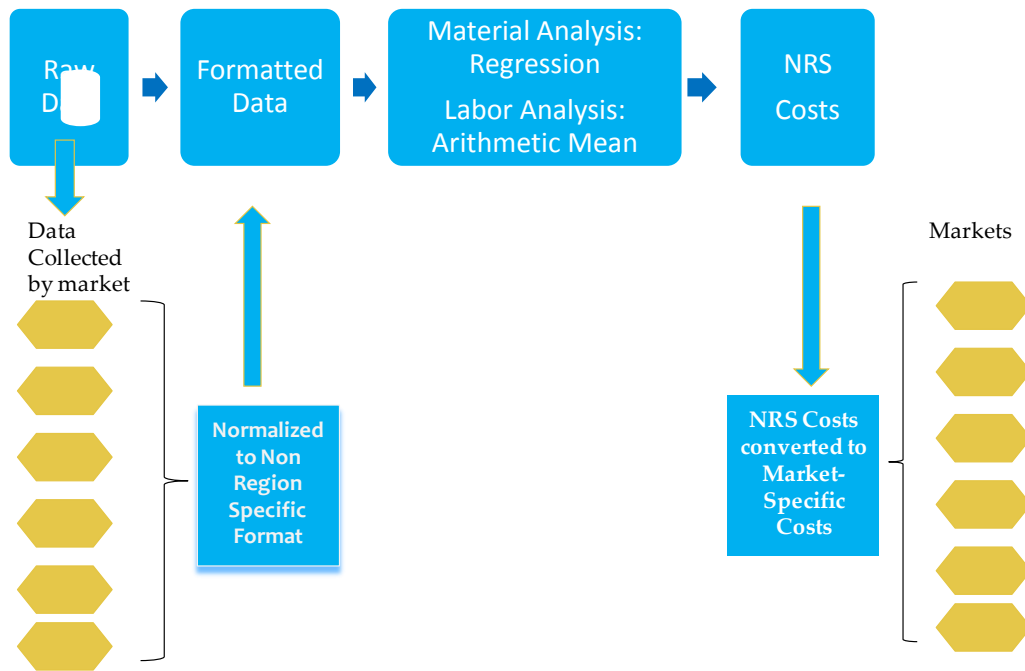 Raw
Formatted
Data
Material Analysis:
Regression
Labor Analysis:
Arithmetic Mean
NRS
Costs
Data
Collected
by market
Markets
Normalized
to Non
Region
Specific
Format
NRS Costs
converted to
Market-
Specific
Costs